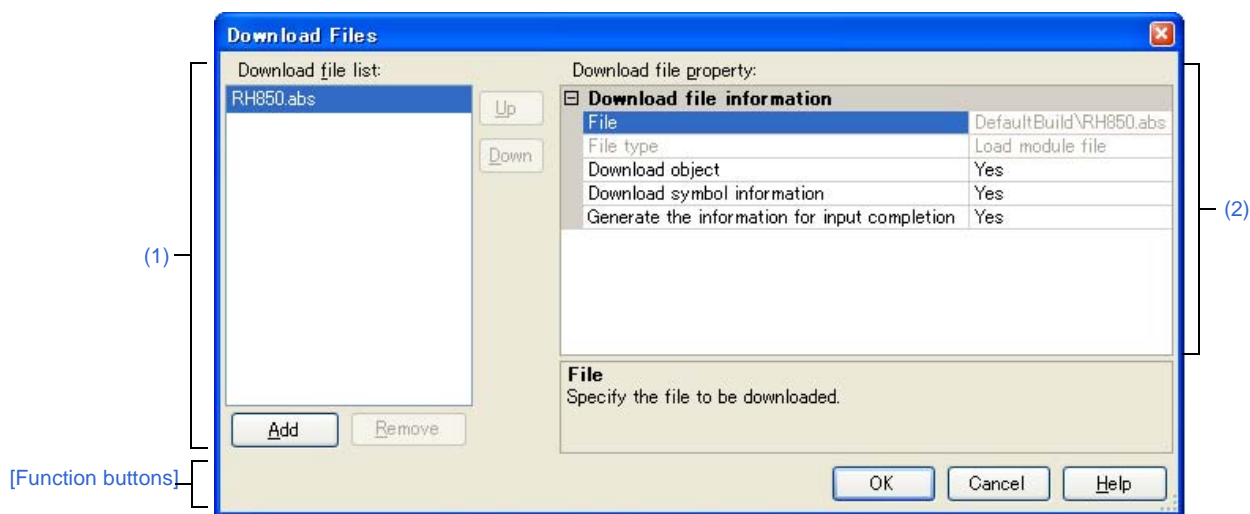 Download Files
Download file list:
Download file property:
RH850.abs
Up
Down
Download file information
File DefaultBuild\RH850.abs
File type Load module file
Download object Yes
Download symbol information Yes
Generate the information for input completion Yes
(1)
(2)
File
Specify the file to be downloaded.
Add
Remove
[Function buttons]
OK
Cancel
Help